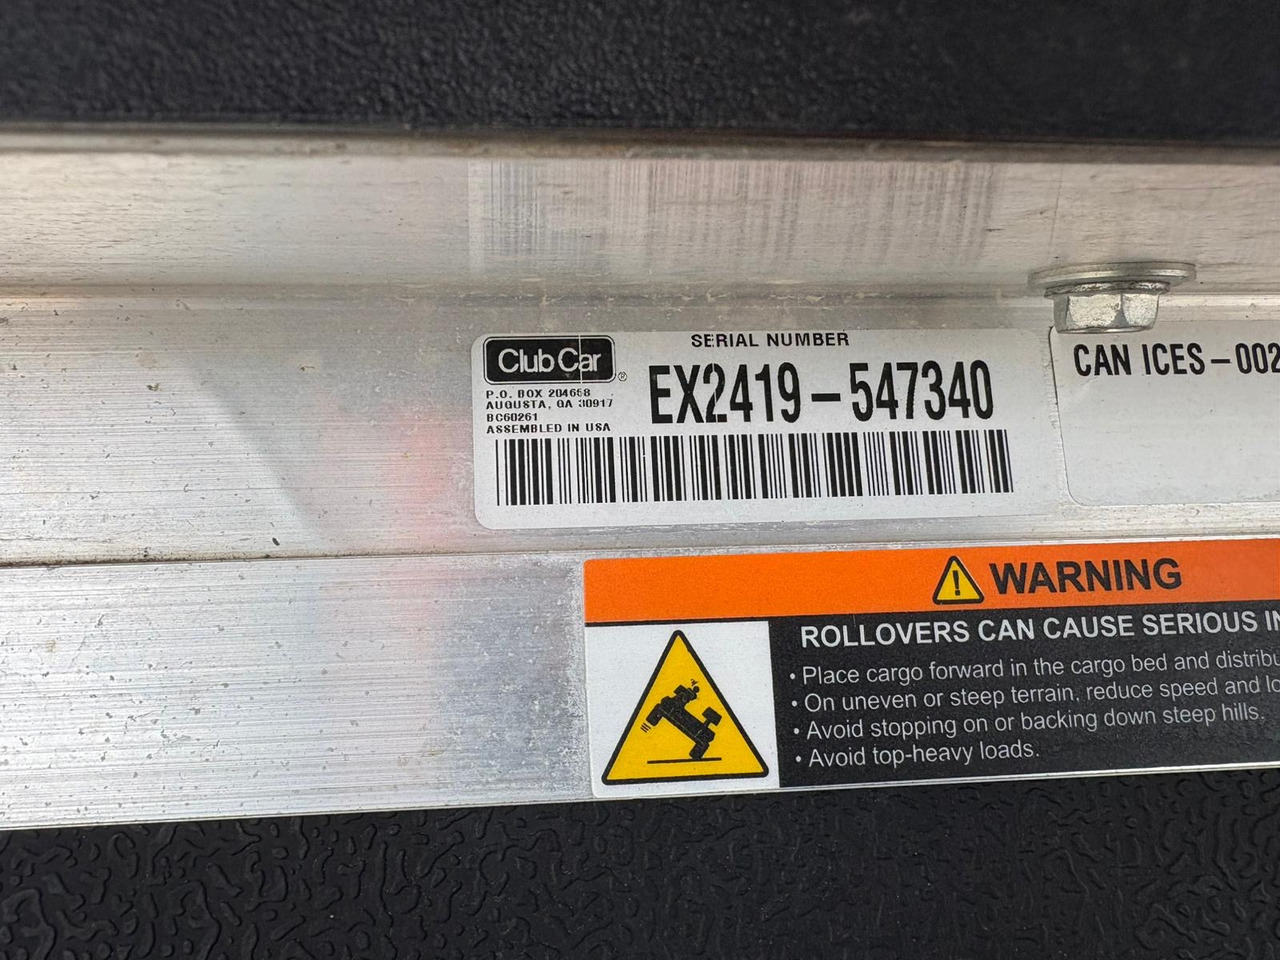 SERIAL NUMBER
Club Car
®
EX2419-547340
P.O. BOX 204658
AUGUSTA, GA 30917
BC60261
ASSEMBLED IN USA
CAN ICES-002
WARNING
ROLLOVERS CAN CAUSE SERIOUS IN
• Place cargo forward in the cargo bed and distribu
• On uneven or steep terrain, reduce speed and lo
• Avoid stopping on or backing down steep hills.
• Avoid top-heavy loads.